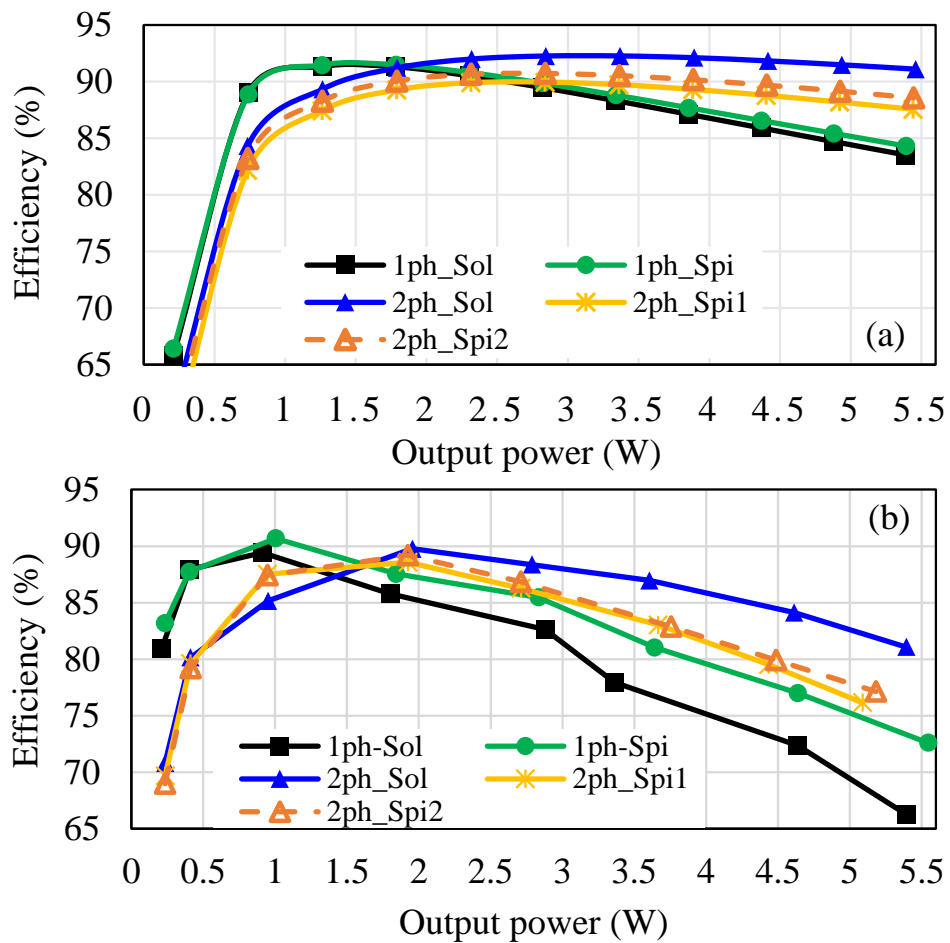 95
90
85
80
75
70
65
Efficiency (%)
1ph_Sol 1ph_Spi
2ph_Sol 2ph_Spi1
2ph_Spi2
(a)
0 0.5 1 1.5 2 2.5 3 3.5 4 4.5 5 5.5
Output power (W)
95
90
85
80
75
70
65
Efficiency (%)
(b)
1ph-Sol 1ph-Spi
2ph_Sol 2ph_Spi1
2ph_Spi2
0 0.5 1 1.5 2 2.5 3 3.5 4 4.5 5 5.5
Output power (W)